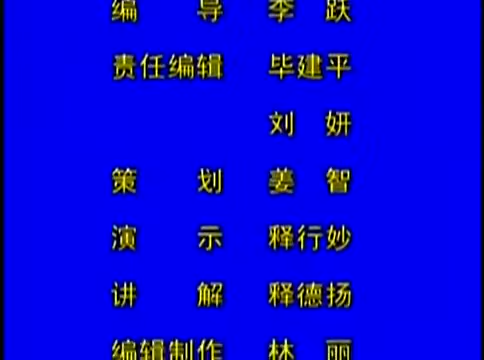 编 导 李 跃
责任编辑 毕建平
刘 妍
策 划 姜 智
演 示 释行妙
讲 解 释德扬
编辑制作 林 丽